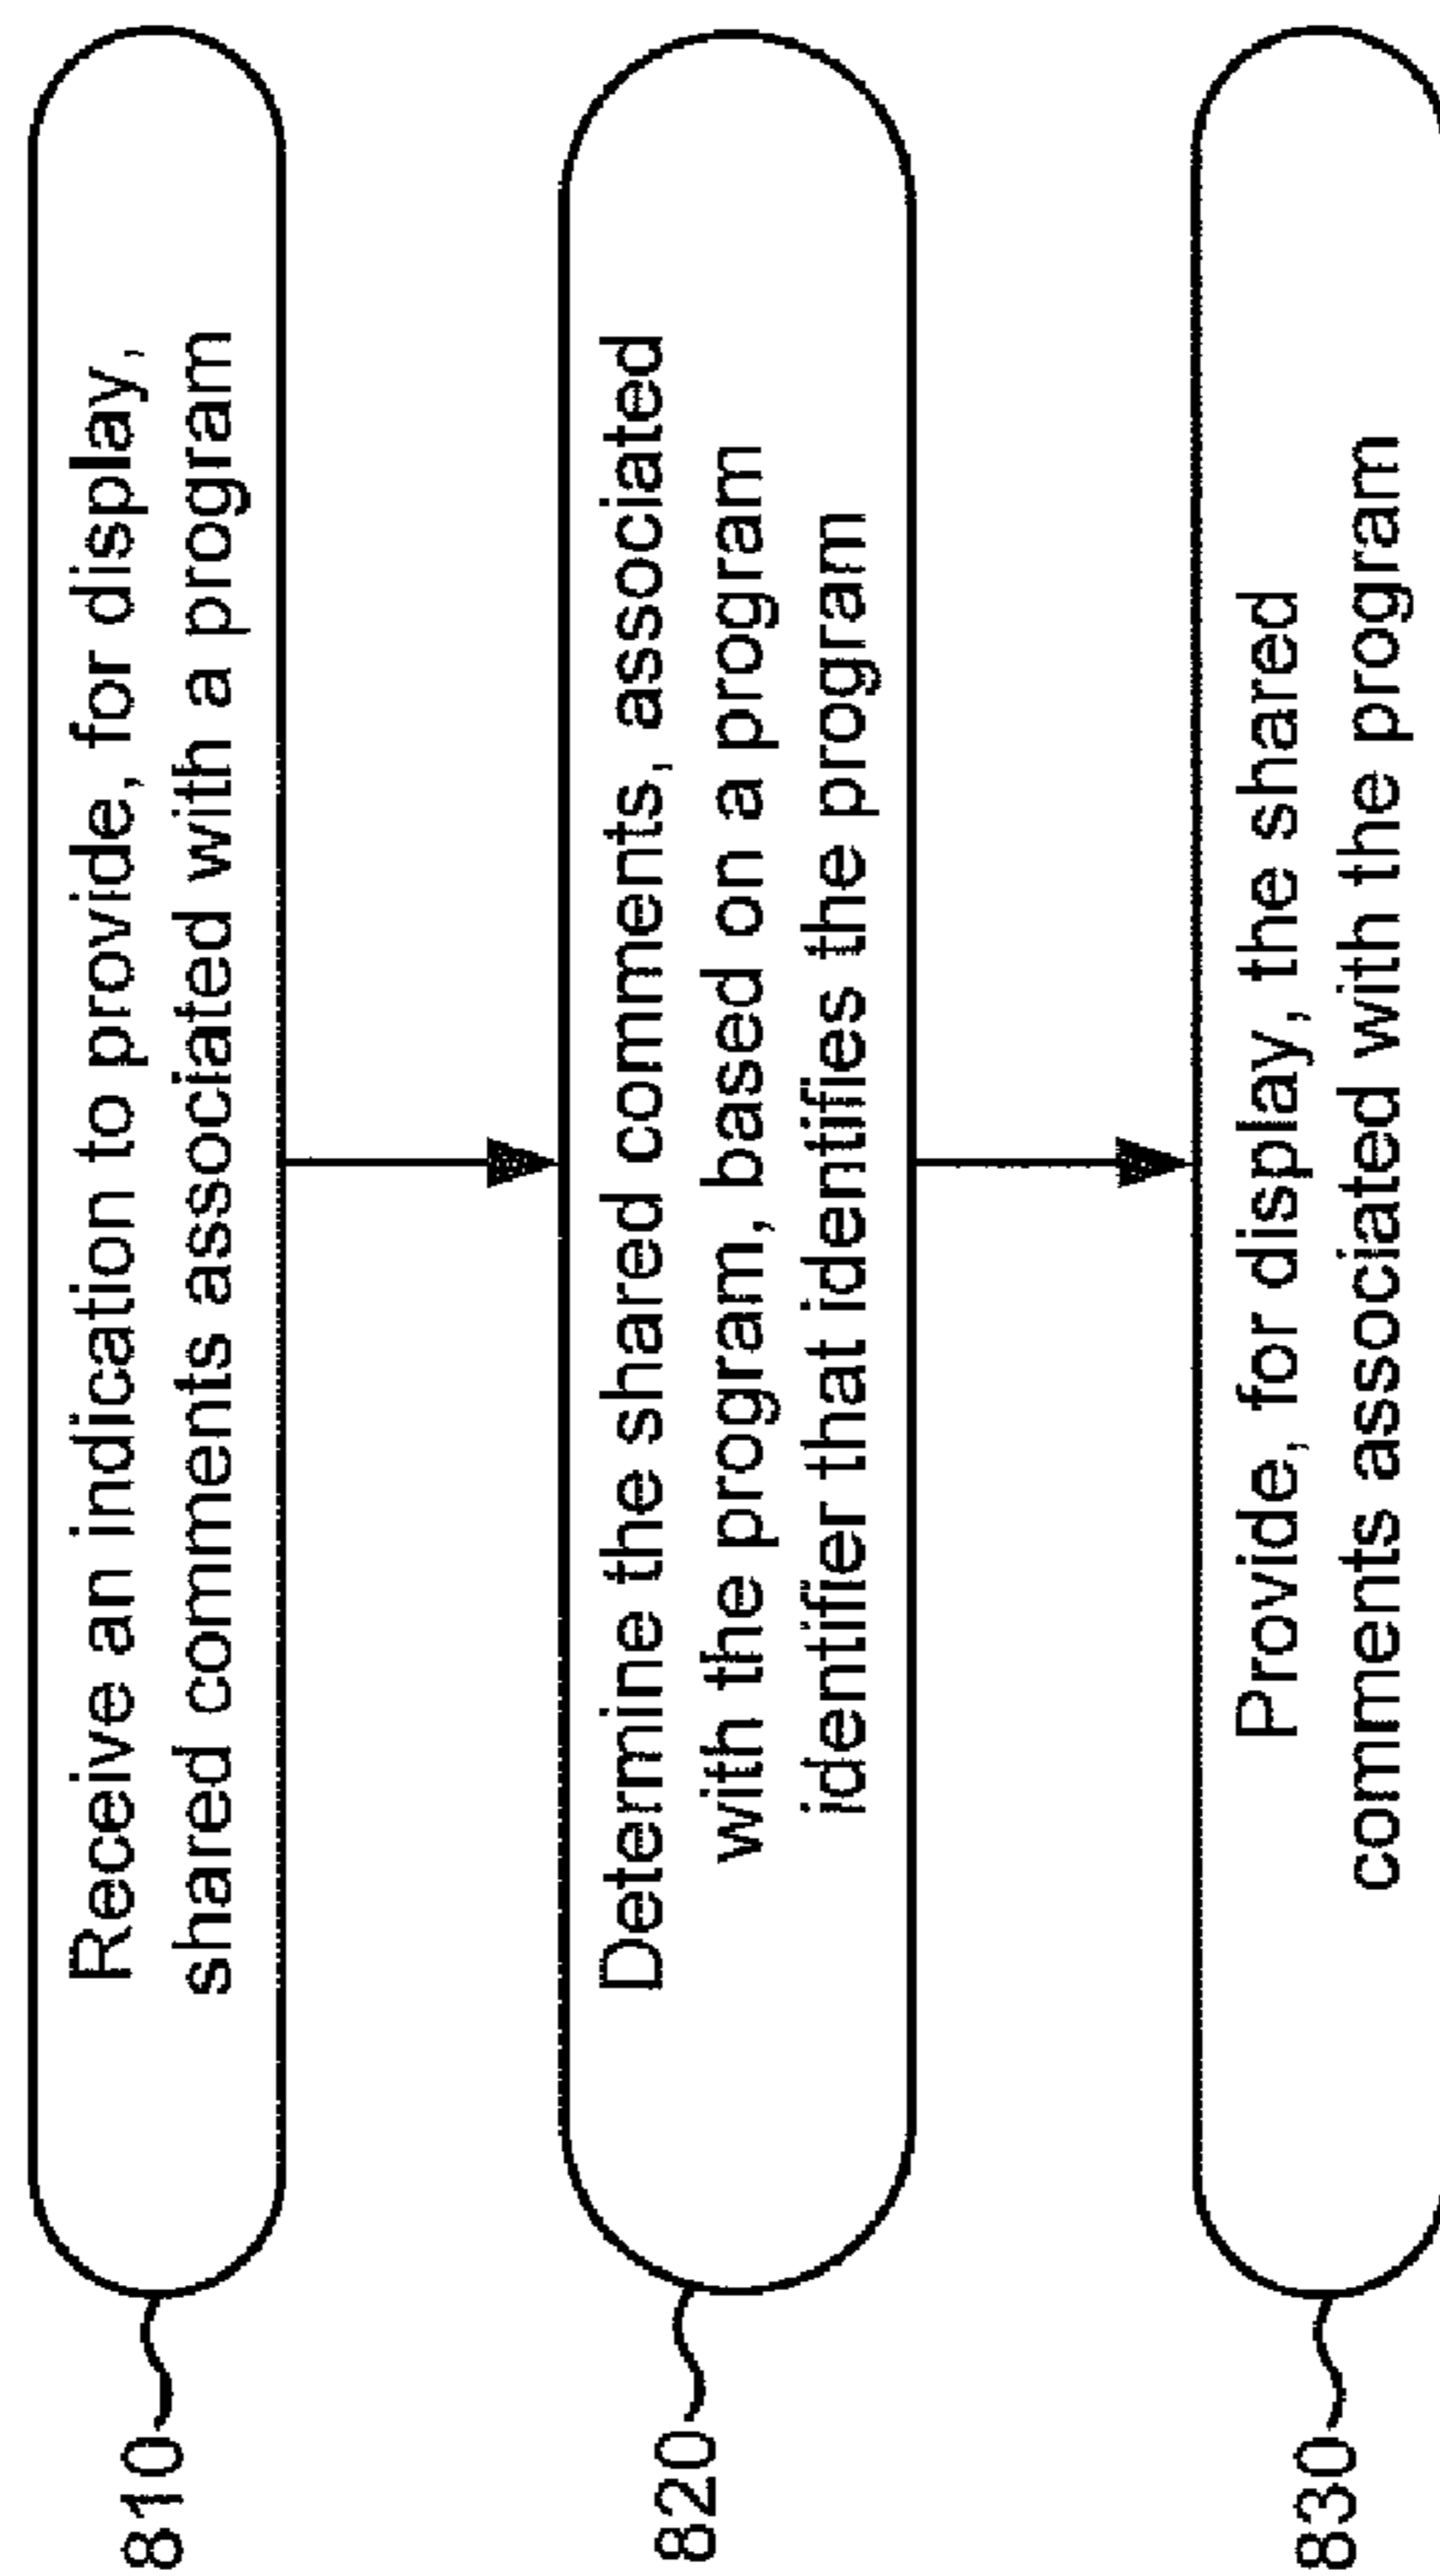 810
Receive an indication to provide, for display,
shared comments associated with a program
820
Determine the shared comments, associated
with the program, based on a program
identifier that identifies the program
830
Provide, for display, the shared
comments associated with the program